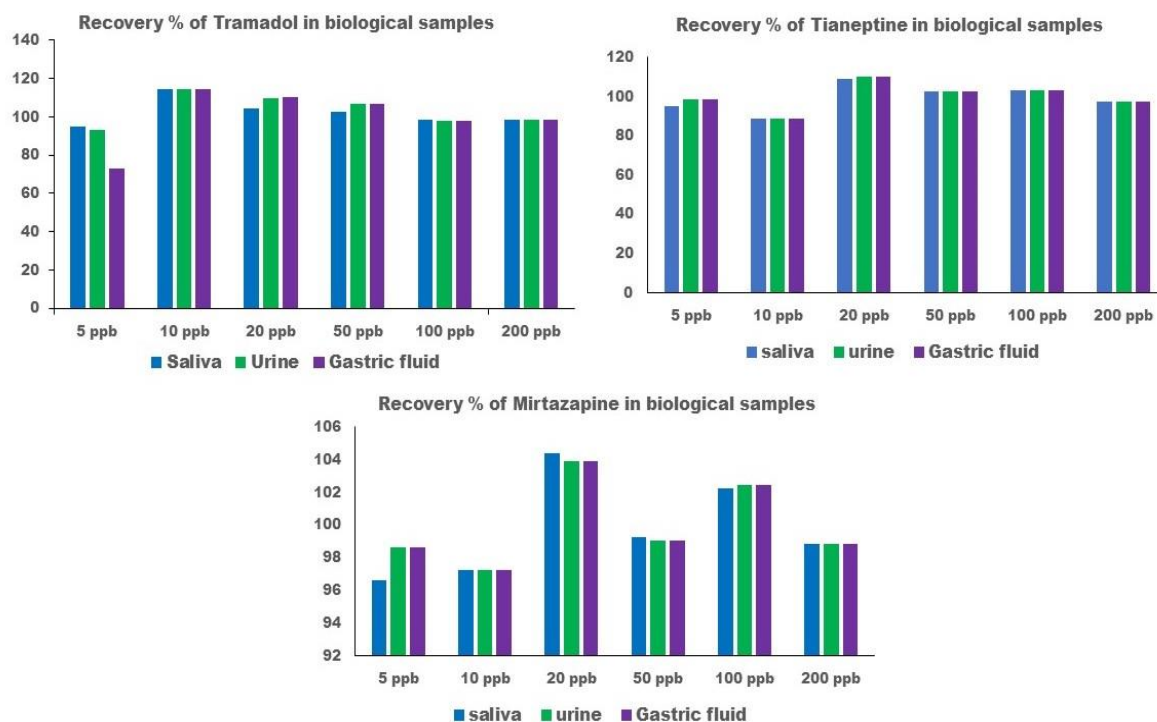 Recovery % of Tramadol in biological samples
140
120
100
80
60
40
20
0
5 ppb 10 ppb 20 ppb 50 ppb 100 ppb 200 ppb
Saliva Urine Gastric fluid
Recovery % of Tianeptine in biological samples
120
100
80
60
40
20
0
5 ppb 10 ppb 20 ppb 50 ppb 100 ppb 200 ppb
saliva urine Gastric fluid
Recovery % of Mirtazapine in biological samples
106
104
102
100
98
96
94
92
5 ppb 10 ppb 20 ppb 50 ppb 100 ppb 200 ppb
saliva urine Gastric fluid